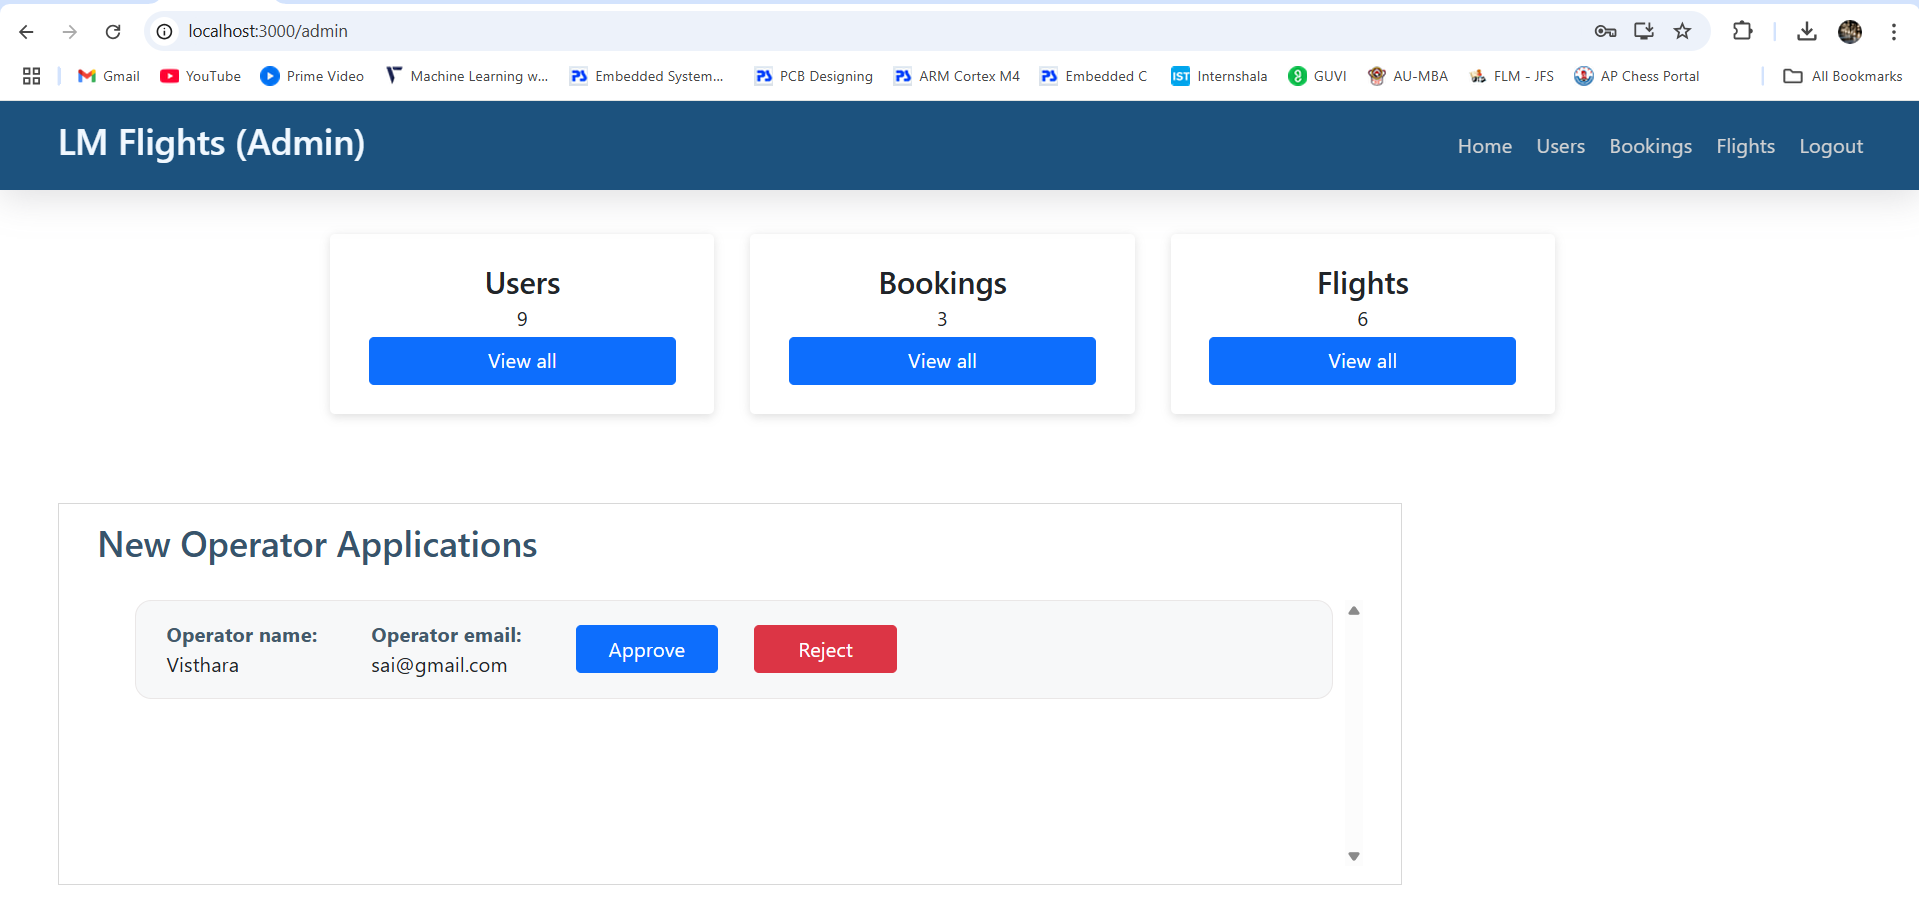 localhost:3000/admin
Gmail YouTube Prime Video Machine Learning w... Embedded System... PCB Designing ARM Cortex M4 Embedded C Internshala GUVI AU-MBA FLM - JFS AP Chess Portal All Bookmarks
LM Flights (Admin)
Home Users Bookings Flights Logout
Users Bookings Flights
9 3 6
View all View all View all
New Operator Applications
Operator name: Operator email:
Visthara sai@gmail.com
Approve Reject